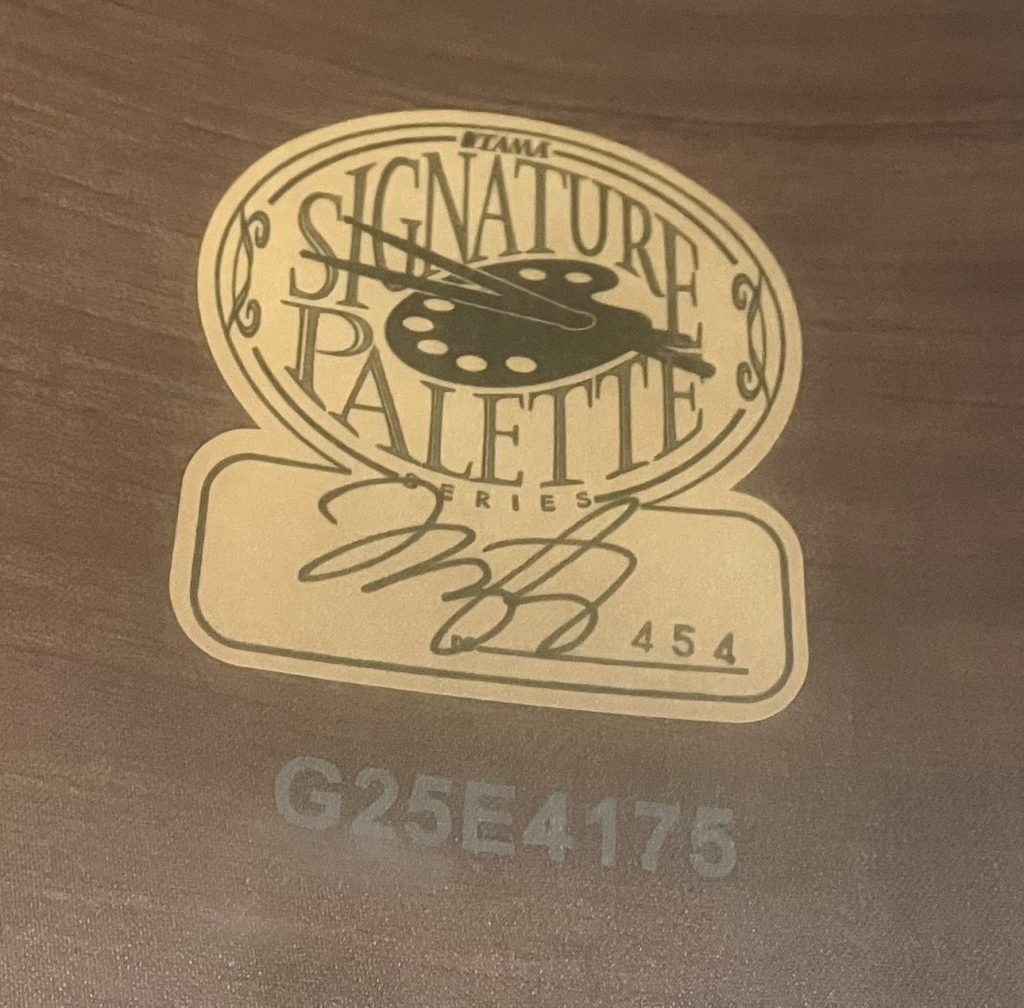 TAMA
SIGNATURE
PALETTE
SERIES
454
G25E4175